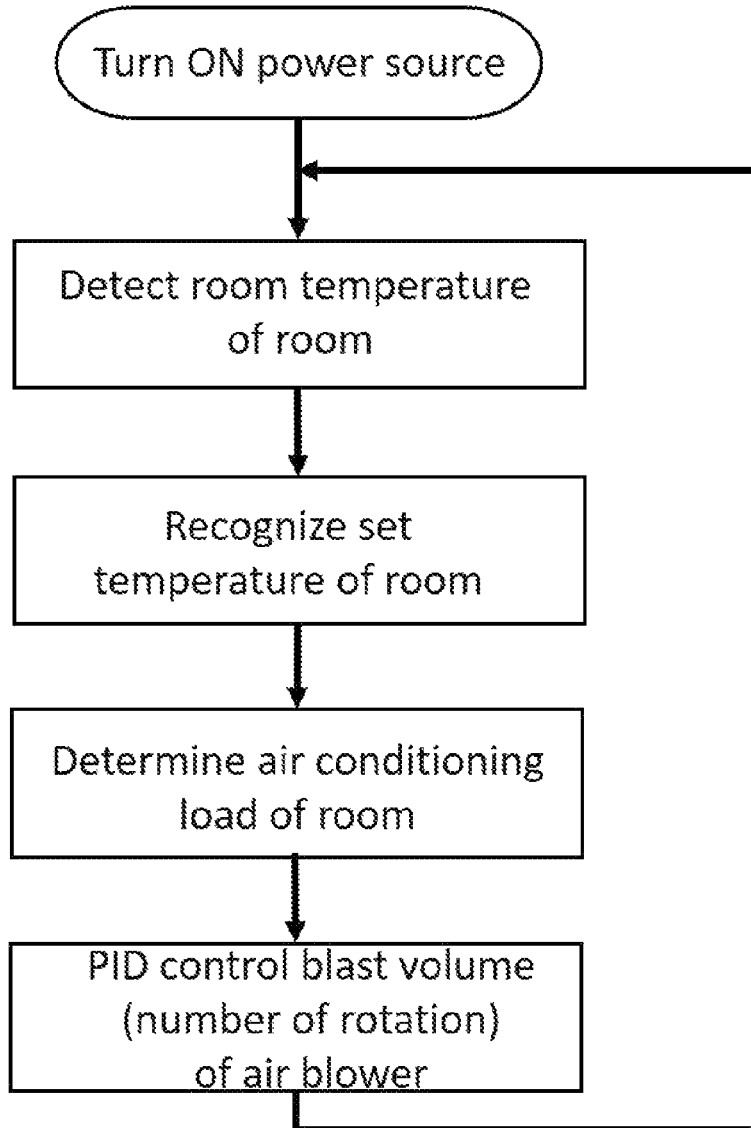 Turn ON power source
Detect room temperature
of room
Recognize set
temperature of room
Determine air conditioning
load of room
PID control blast volume
(number of rotation)
of air blower